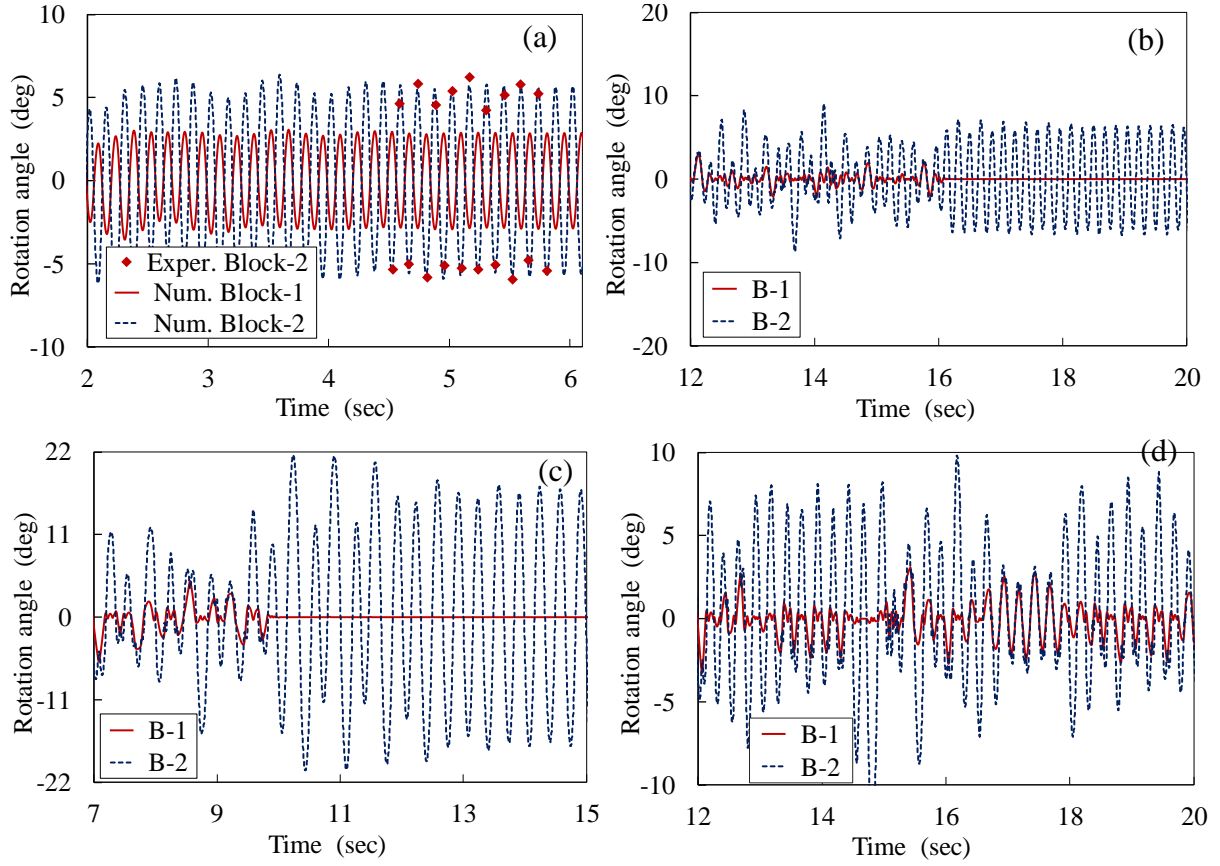 (a)
Rotation angle (deg)
10
5
0
-5
-10
Exper. Block-2
Num. Block-1
Num. Block-2
2 3 4 5 6
Time (sec)
(b)
Rotation angle (deg)
20
10
0
-10
-20
B-1
B-2
12 14 16 18 20
Time (sec)
(c)
Rotation angle (deg)
22
11
0
-11
-22
B-1
B-2
7 9 11 13 15
Time (sec)
(d)
Rotation angle (deg)
10
5
0
-5
-10
B-1
B-2
12 14 16 18 20
Time (sec)